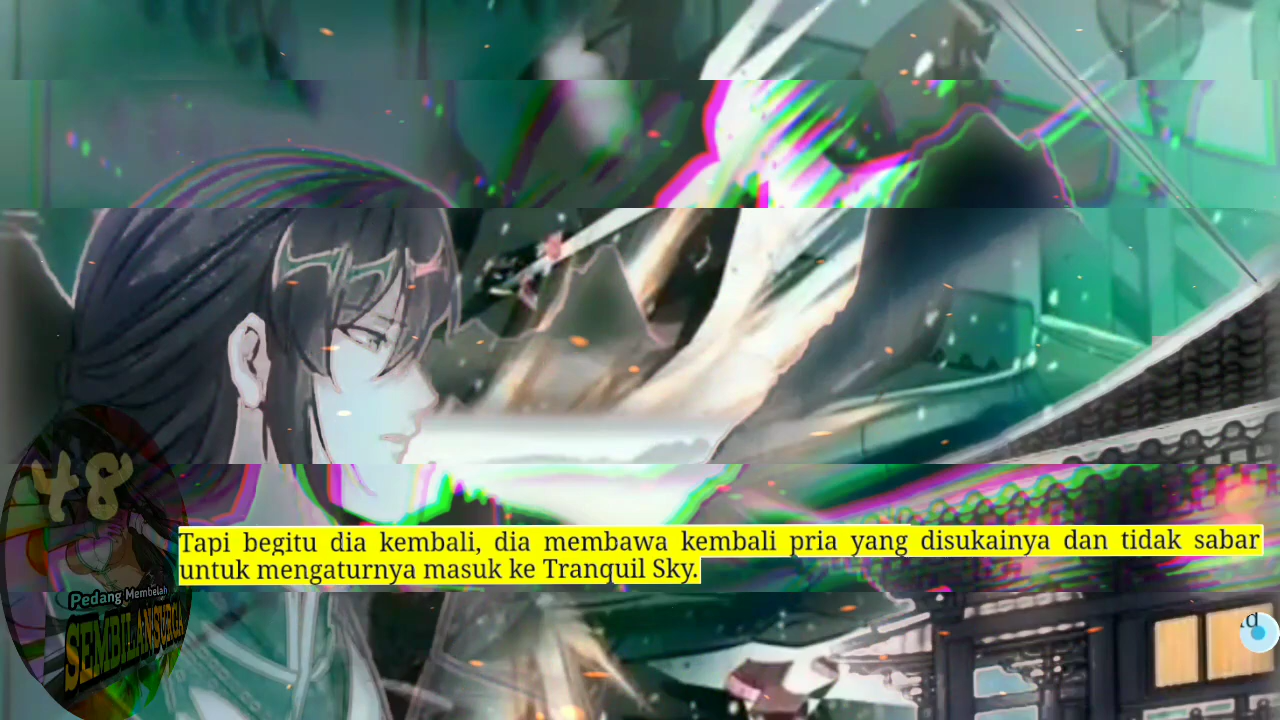 48
Tapi begitu dia kembali, dia membawa kembali pria yang disukainya dan tidak sabar
untuk mengaturnya masuk ke Tranquil Sky.
Pedang Membelah
SEMBILAN SURGA